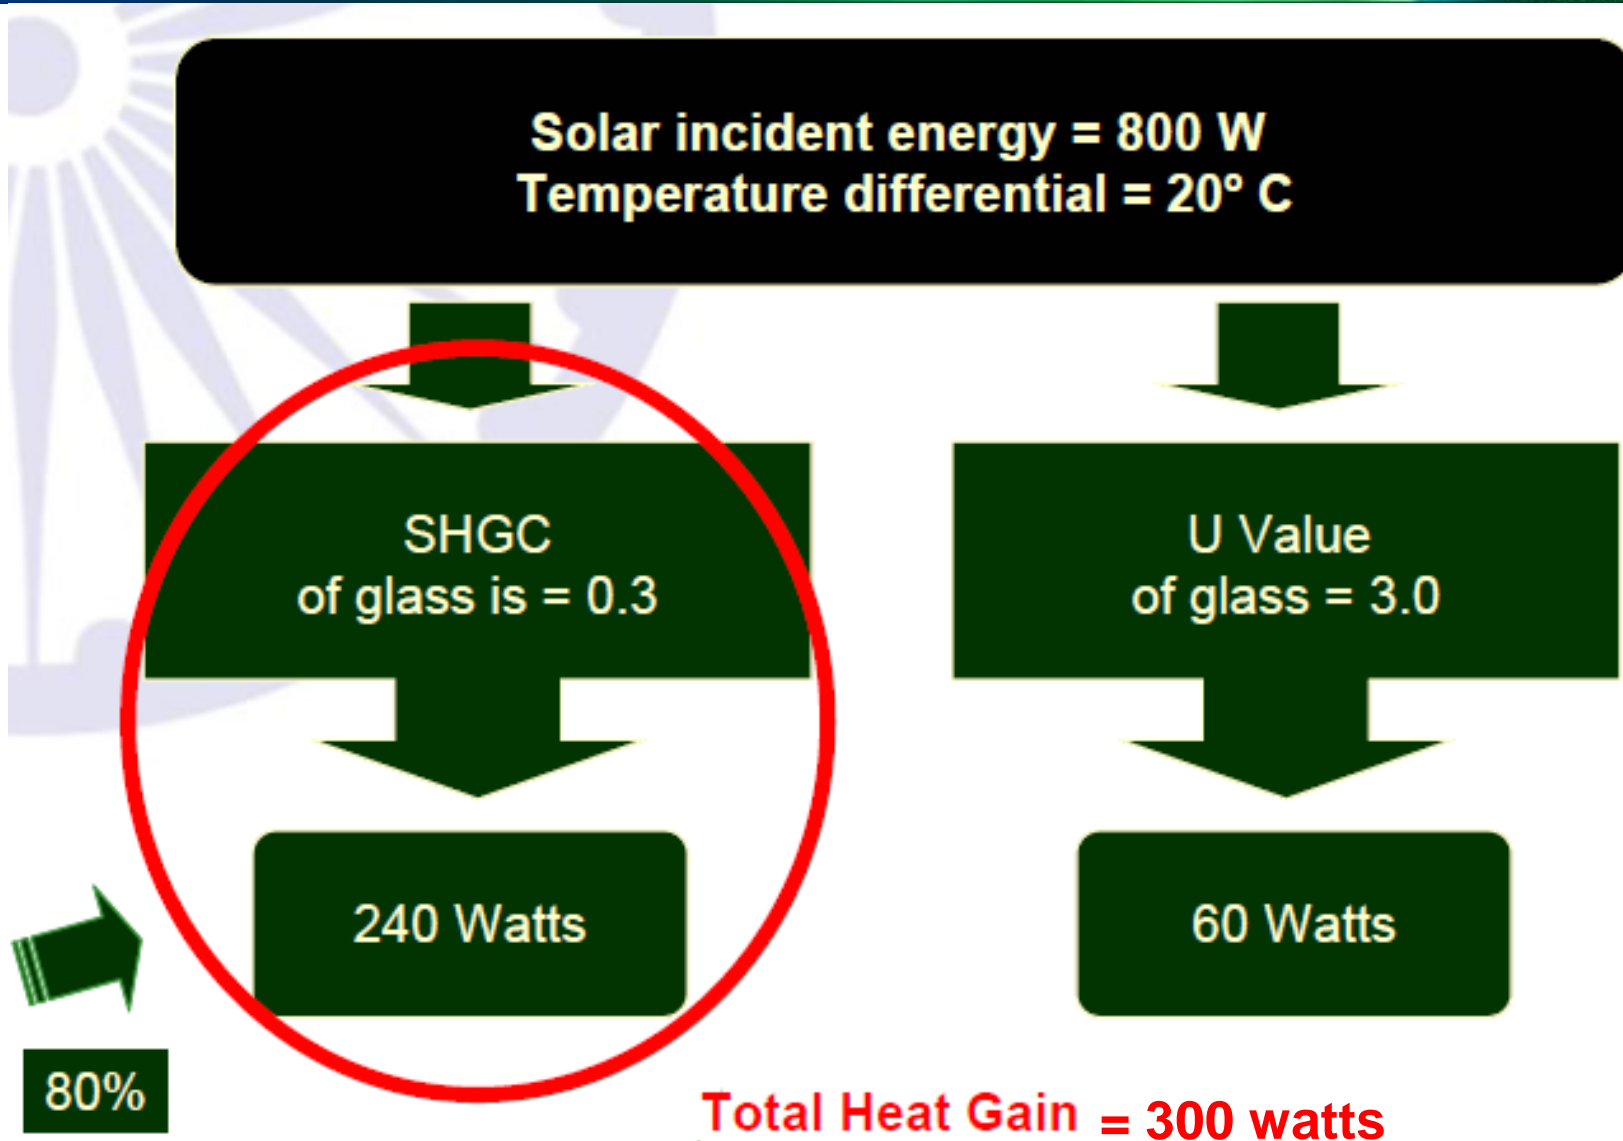 Solar incident energy = 800 W
Temperature differential = 20º C
SHGC
of glass is = 0.3
U Value
of glass = 3.0
240 Watts
60 Watts
80%
Total Heat Gain = 300 watts